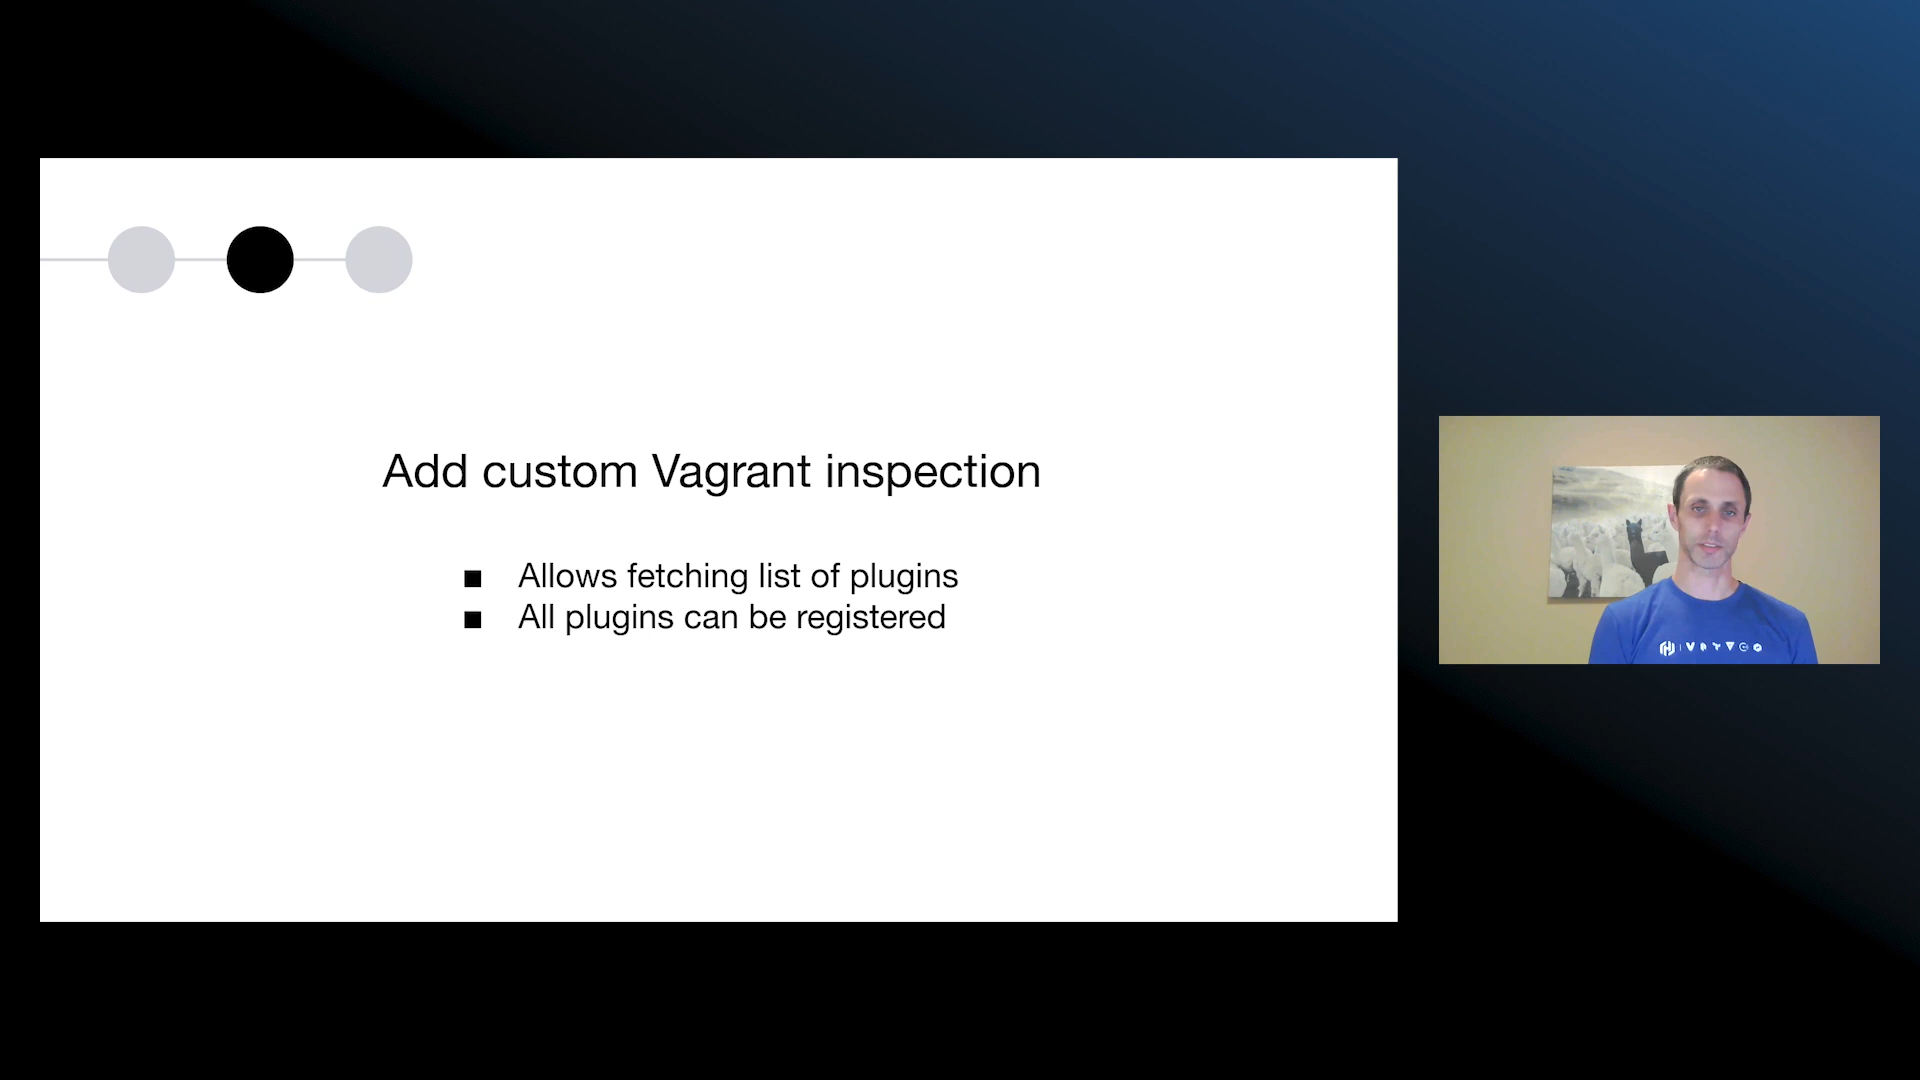 Add custom Vagrant inspection
Allows fetching list of plugins
All plugins can be registered